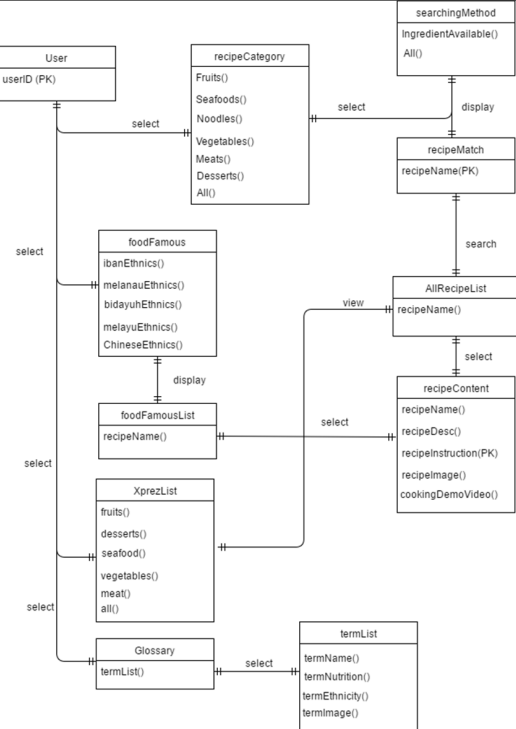 searchingMethod
IngredientAvailable()
All()
User
userID (PK)
recipeCategory
Fruits()
Seafoods()
Noodles()
Vegetables()
Meats()
Desserts()
All()
select
select
display
recipeMatch
recipeName(PK)
search
select
foodFamous
ibanEthnics()
melanauEthnics()
bidayuhEthnics()
melayuEthnics()
ChineseEthnics()
display
view
AllRecipeList
recipeName()
select
foodFamousList
recipeName()
select
recipeContent
recipeName()
recipeDesc()
recipeInstruction(PK)
recipeImage()
cookingDemoVideo()
select
XprezList
fruits()
desserts()
seafood()
vegetables()
meat()
all()
select
Glossary
termList()
select
termList
termName()
termNutrition()
termEthnicity()
termImage()